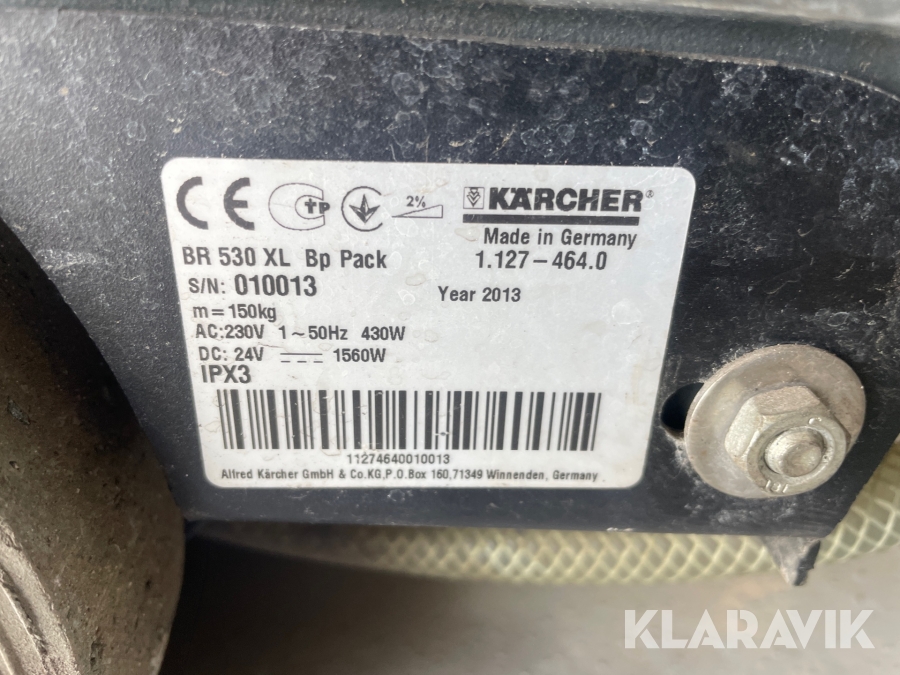 CE TP 2% KÄRCHER
Made in Germany
BR 530 XL Bp Pack 1.127-464.0
S/N: 010013 Year 2013
m=150kg
AC:230V 1~50Hz 430W
DC: 24V 1560W
IPX3
11274640010013
Alfred Kärcher GmbH & Co.KG,P.O.Box 160,71349 Winnenden, Germany
KLARAVIK